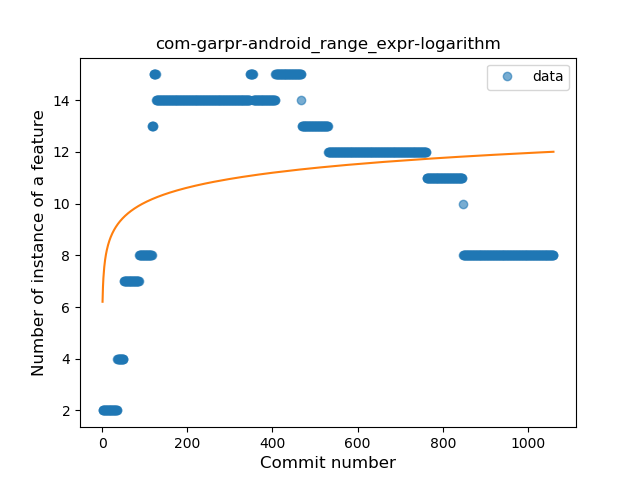 com-garpr-android_range_expr-logarithm
data
Number of instance of a feature
14
12
10
8
6
4
2
0 200 400 600 800 1000
Commit number